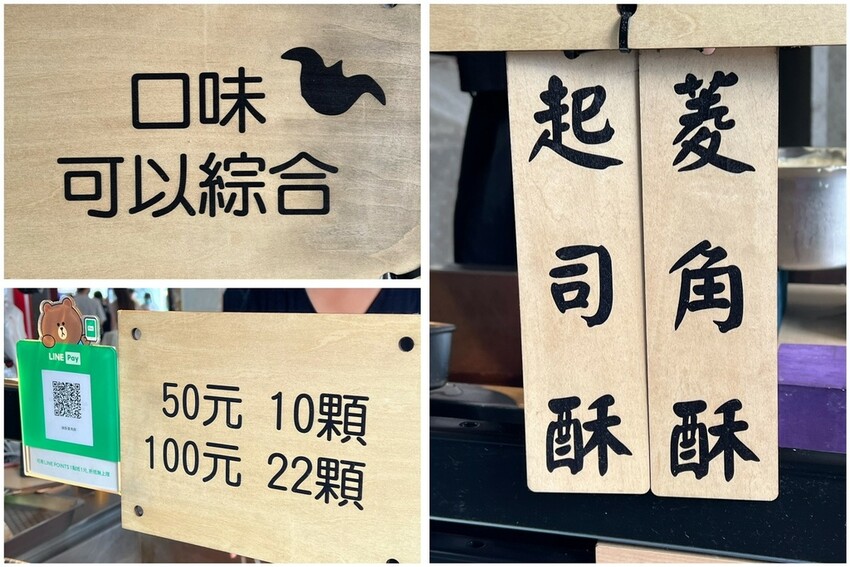 口味
可以綜合
LINE Pay
50元 10顆
100元 22顆
菱角酥
起司酥